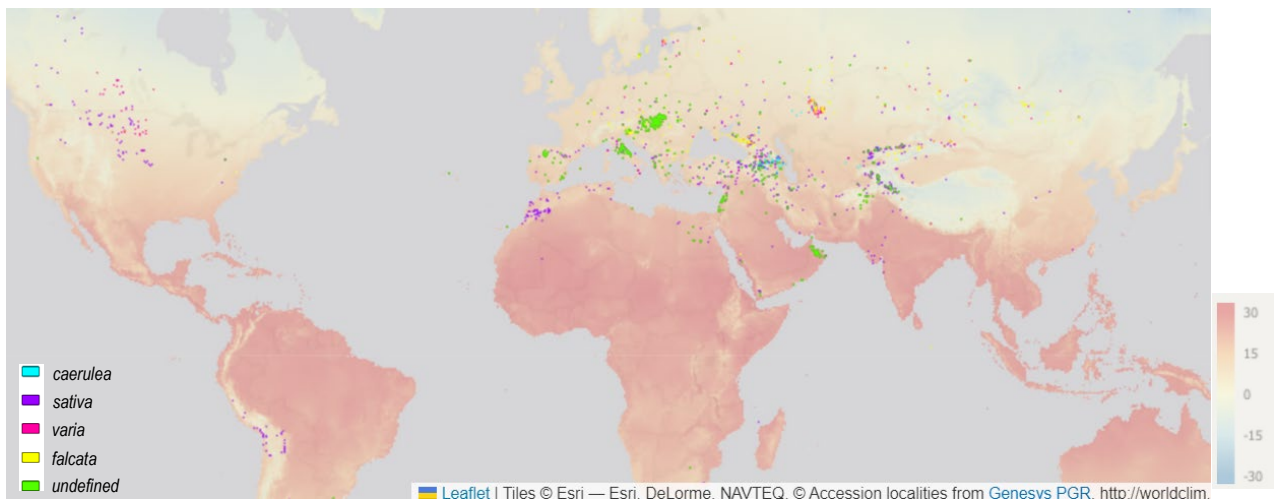 30
15
0
-15
-30
caerulea
sativa
varia
falcata
undefined
Leaflet | Tiles © Esri — Esri, DeLorme, NAVTEQ, © Accession localities from Genesys PGR, http://worldclim.